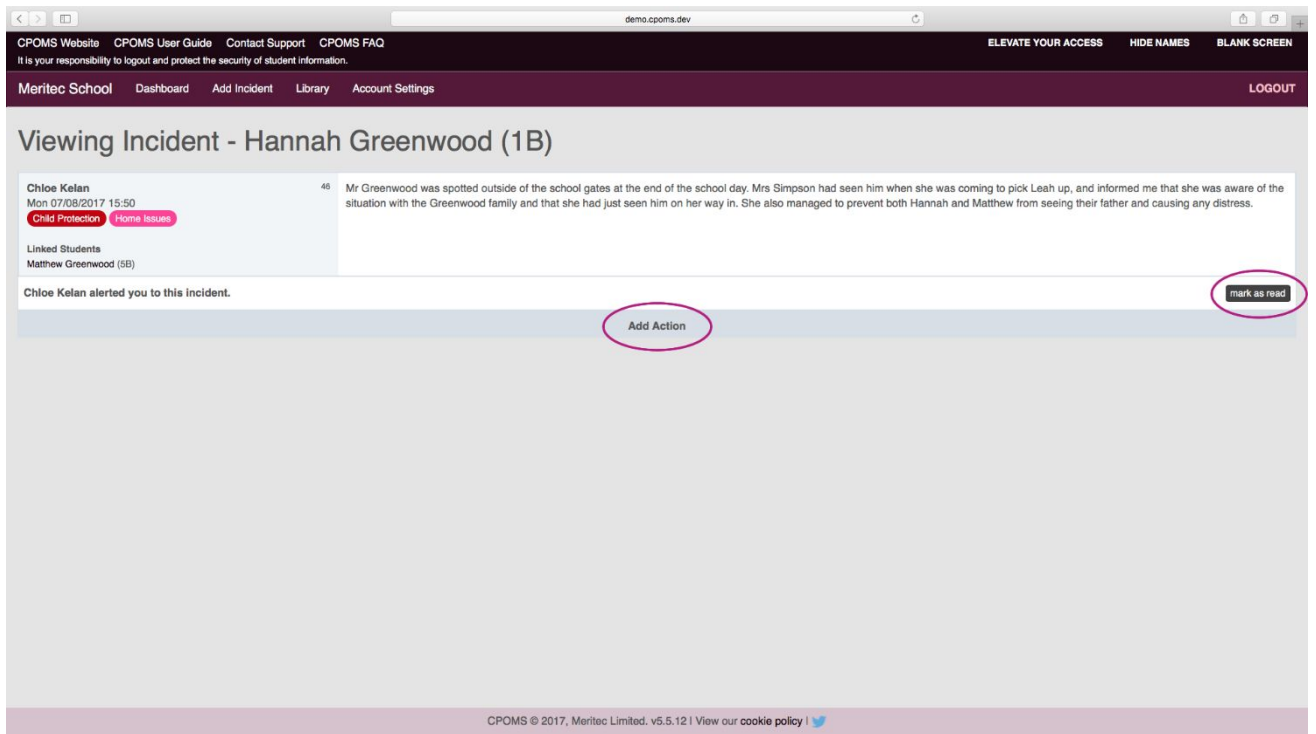 demo.cpoms.dev
CPOMS Website CPOMS User Guide Contact Support CPOMS FAQ ELEVATE YOUR ACCESS HIDE NAMES BLANK SCREEN
It is your responsibility to logout and protect the security of student information.
Meritec School Dashboard Add Incident Library Account Settings LOGOUT
Viewing Incident - Hannah Greenwood (1B)
Chloe Kelan 46
Mon 07/08/2017 15:50
Child Protection Home Issues
Linked Students
Matthew Greenwood (5B)
Mr Greenwood was spotted outside of the school gates at the end of the school day. Mrs Simpson had seen him when she was coming to pick Leah up, and informed me that she was aware of the
situation with the Greenwood family and that she had just seen him on her way in. She also managed to prevent both Hannah and Matthew from seeing their father and causing any distress.
Chloe Kelan alerted you to this incident. mark as read
Add Action
CPOMS © 2017, Meritec Limited. v5.5.12 | View our cookie policy |